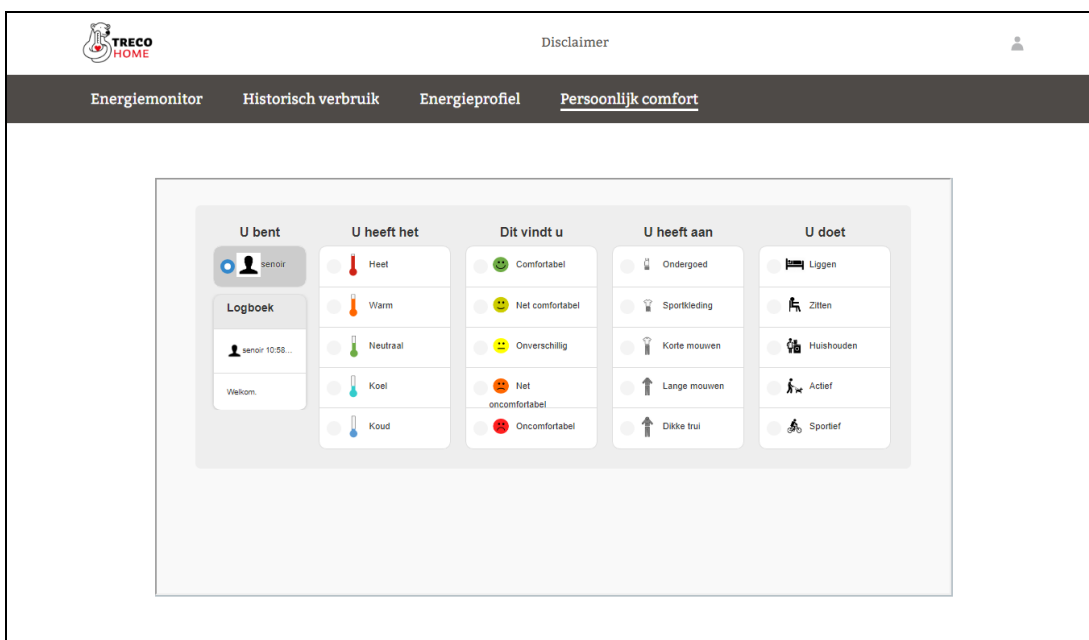 TRECO
HOME
Disclaimer
Energiemonitor Historisch verbruik Energieprofiel Persoonlijk comfort
U bent U heeft het Dit vindt u U heeft aan U doet
senoir Heet Comfortabel Ondergoed Liggen
Logboek Warm Net comfortabel Sportkleding Zitten
senoir 10:58... Neutraal Onverschillig Korte mouwen Huishouden
Welkom. Koel Net oncomfortabel Lange mouwen Actief
Koud Oncomfortabel Dikke trui Sportief